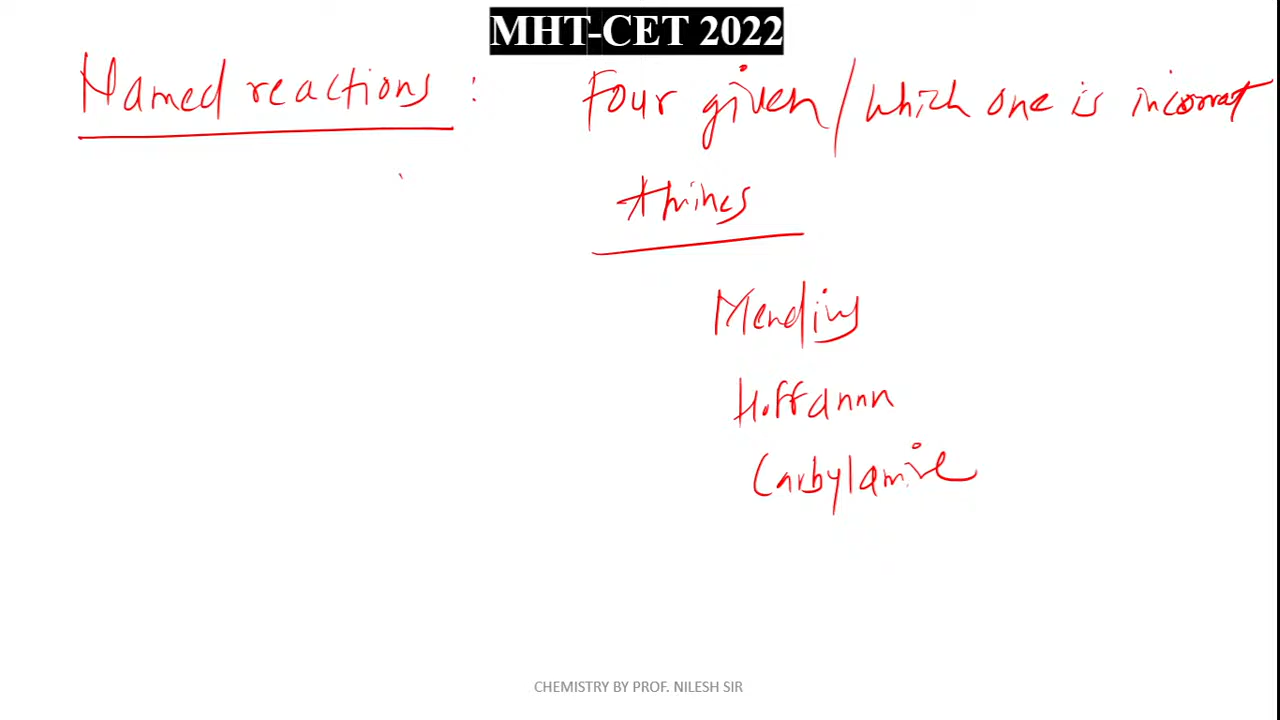 MHT-CET 2022
Named reactions : Four given / which one is incorrect
Amines
Mendius
Hoffmann
Carbylamine
CHEMISTRY BY PROF. NILESH SIR